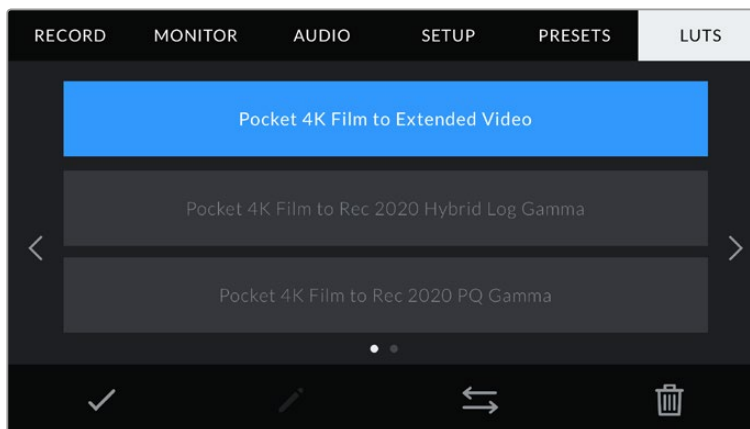 RECORD MONITOR AUDIO SETUP PRESETS LUTS
Pocket 4K Film to Extended Video
Pocket 4K Film to Rec 2020 Hybrid Log Gamma
Pocket 4K Film to Rec 2020 PQ Gamma